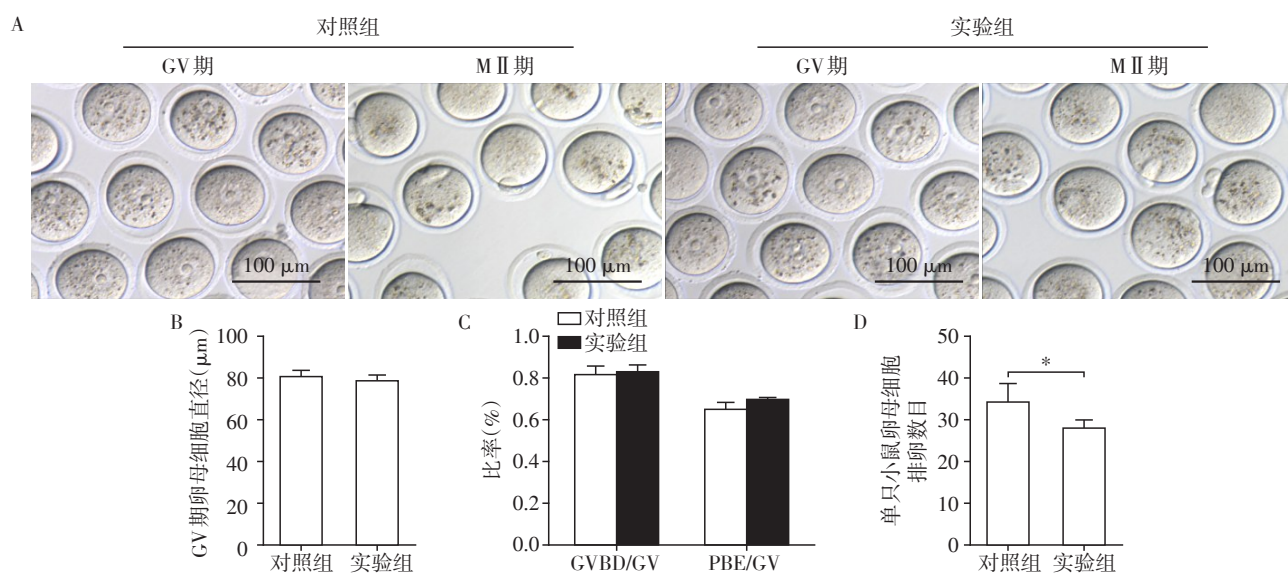 A
对照组
实验组
GV期
MⅡ期
GV期
MⅡ期
100 μm
100 μm
100 μm
100 μm
B
GV期卵母细胞直径(μm)
100
80
60
40
20
0
对照组
实验组
C
对照组
实验组
比率(%)
1.0
0.8
0.6
0.4
0.2
0.0
GVBD/GV
PBE/GV
D
单只小鼠卵母细胞
排卵数目
50
40
30
20
10
0
*
对照组
实验组